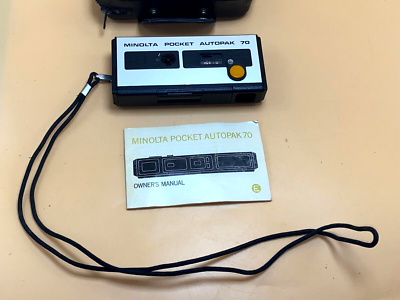 MINOLTA POCKET AUTOPAK 70
MINOLTA POCKET AUTOPAK 70
OWNER'S MANUAL
E